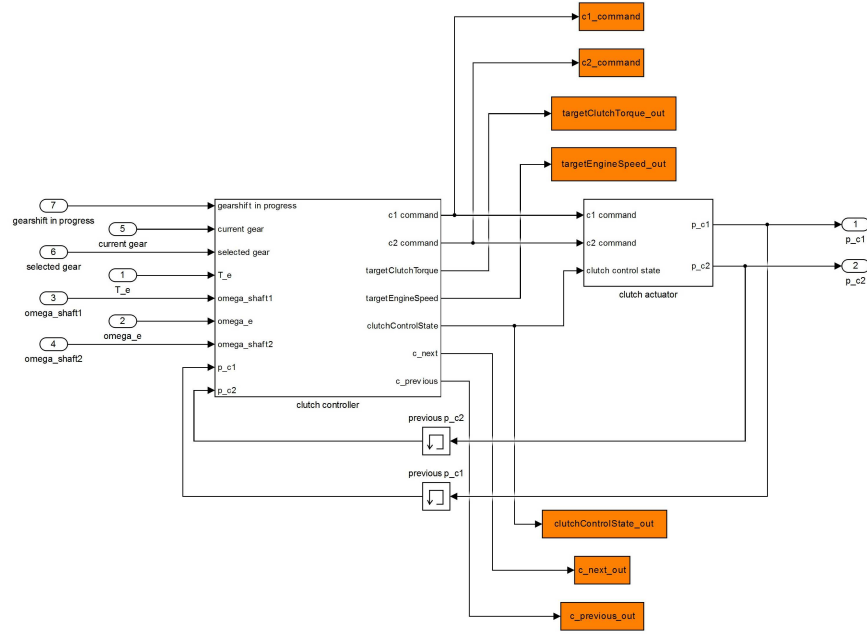 c1_command
c2_command
targetClutchTorque_out
targetEngineSpeed_out
7
gearshift in progress
5
current gear
6
selected gear
1
T_e
3
omega_shaft1
2
omega_e
4
omega_shaft2
gearshift in progress
current gear
selected gear
T_e
omega_shaft1
omega_e
omega_shaft2
p_c1
p_c2
c1 command
c2 command
targetClutchTorque
targetEngineSpeed
clutchControlState
c_next
c_previous
clutch controller
c1 command
c2 command
clutch control state
p_c1
p_c2
clutch actuator
1
p_c1
2
p_c2
previous p_c2
previous p_c1
clutchControlState_out
c_next_out
c_previous_out